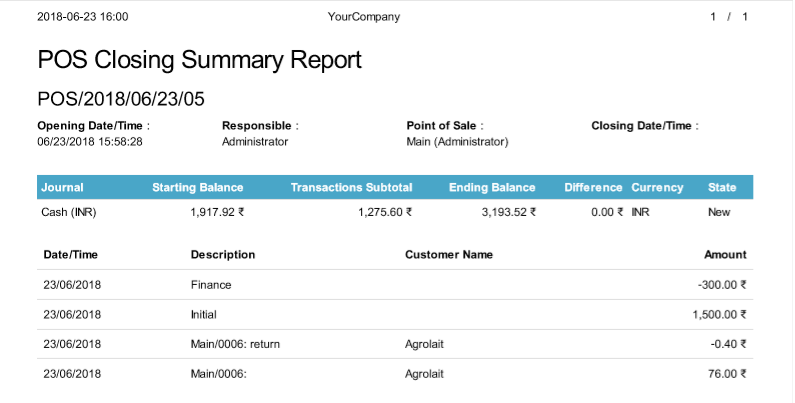 2018-06-23 16:00 YourCompany 1 / 1
POS Closing Summary Report
POS/2018/06/23/05
Opening Date/Time : Responsible : Point of Sale : Closing Date/Time :
06/23/2018 15:58:28 Administrator Main (Administrator)
Journal Starting Balance Transactions Subtotal Ending Balance Difference Currency State
Cash (INR) 1,917.92 ₹ 1,275.60 ₹ 3,193.52 ₹ 0.00 ₹ INR New
Date/Time Description Customer Name Amount
23/06/2018 Finance -300.00 ₹
23/06/2018 Initial 1,500.00 ₹
23/06/2018 Main/0006: return Agrolait -0.40 ₹
23/06/2018 Main/0006: Agrolait 76.00 ₹